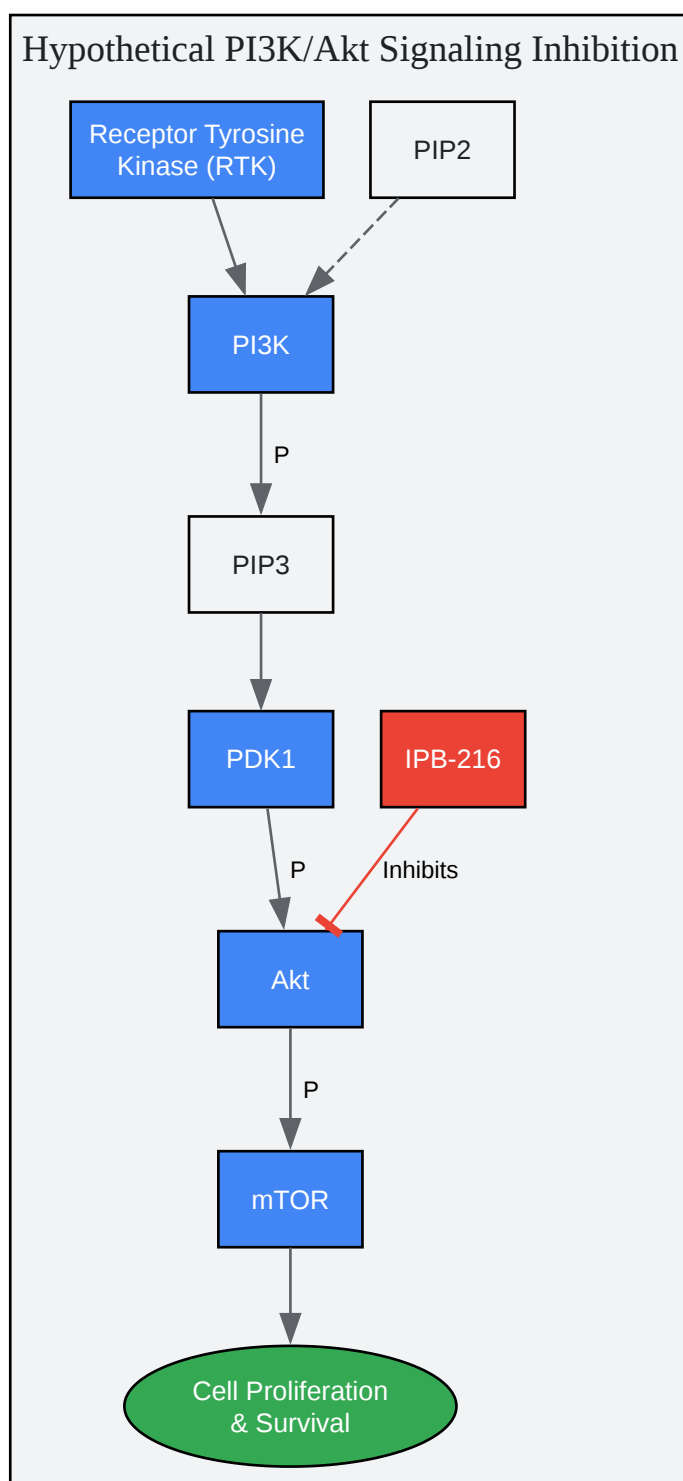 Hypothetical PI3K/Akt Signaling Inhibition
Receptor Tyrosine
Kinase (RTK)
PIP2
PI3K
P
PIP3
PDK1
IPB-216
P
Inhibits
Akt
P
mTOR
Cell Proliferation
& Survival